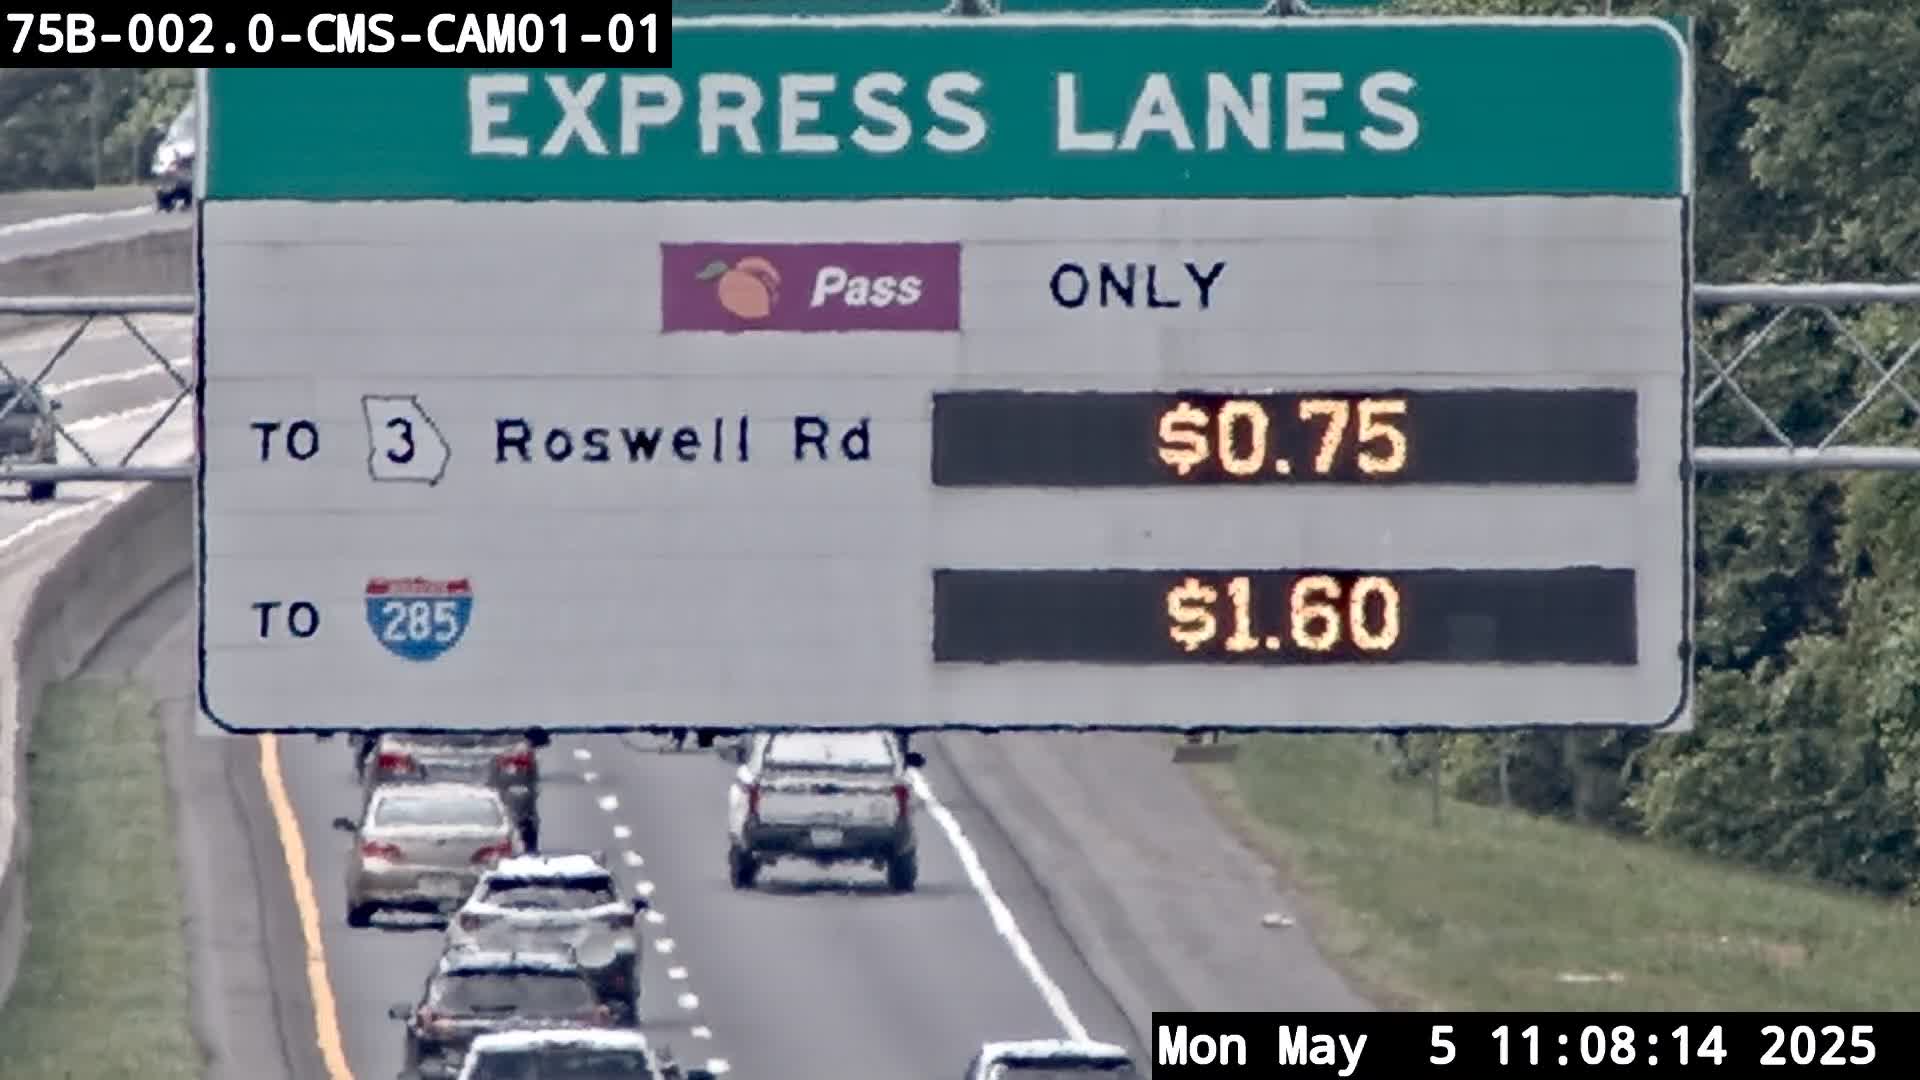 75B-002.0-CMS-CAM01-01
EXPRESS LANES
Pass ONLY
TO 3 Roswell Rd $0.75
TO 285 $1.60
Mon May 5 11:08:14 2025